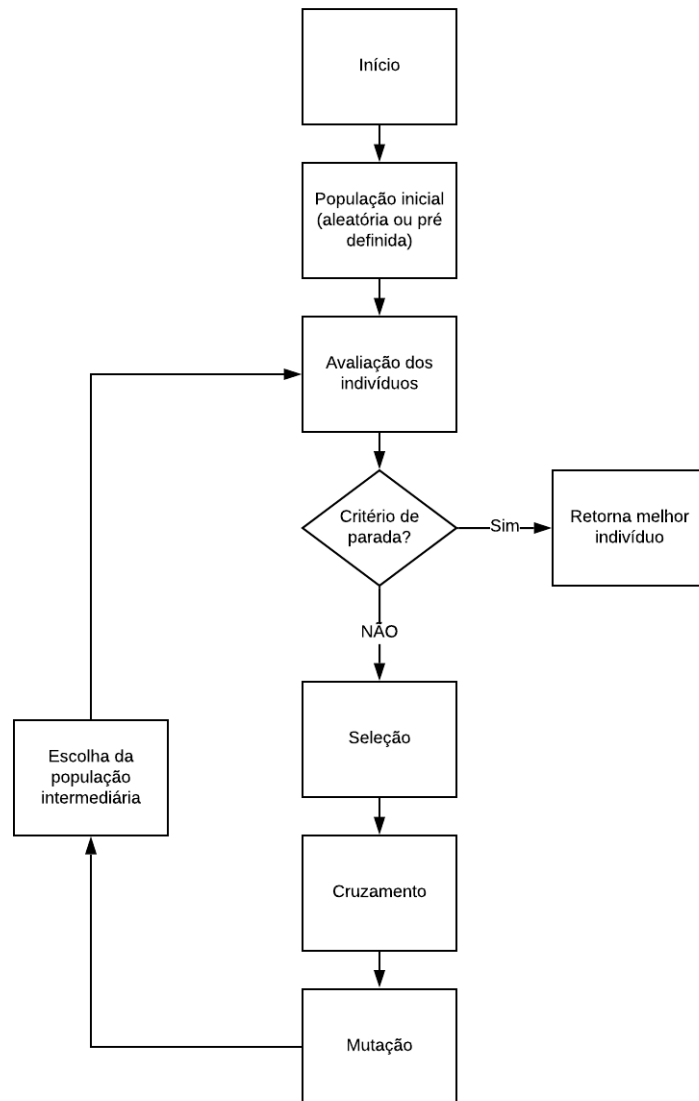 Início
População inicial
(aleatória ou pré
definida)
Avaliação dos
indivíduos
Critério de
parada?
Sim
Retorna melhor
indivíduo
NÃO
Seleção
Escolha da
população
intermediária
Cruzamento
Mutação